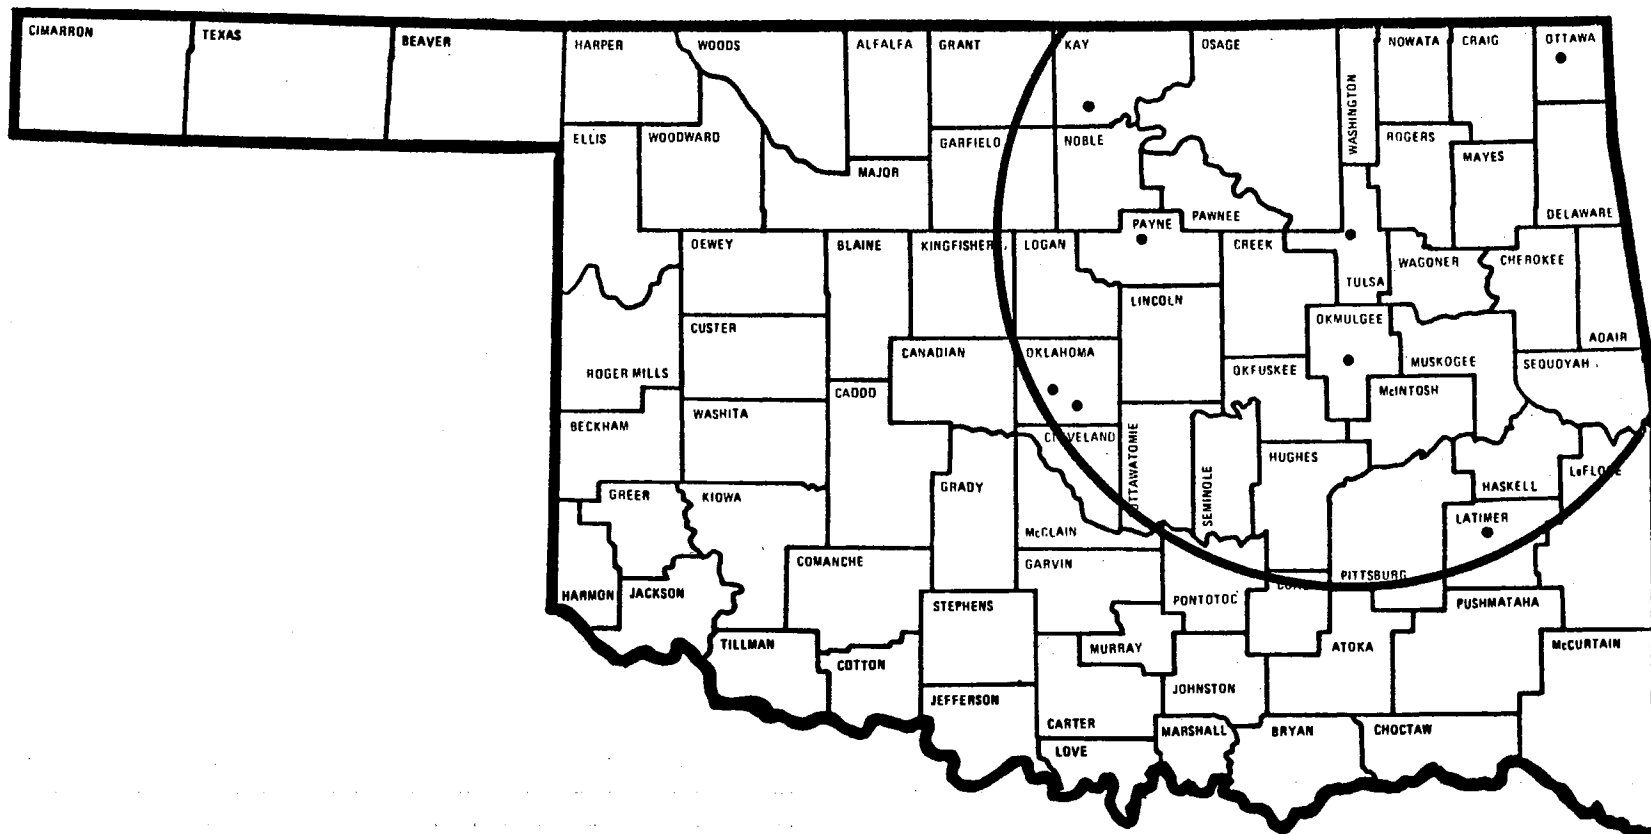 CIMARRON
TEXAS
BEAVER
HARPER
WOODS
ALFALFA
GRANT
KAY
OSAGE
WASHINGTON
NOWATA
CRAIG
OTTAWA
ELLIS
WOODWARD
MAJOR
GARFIELD
NOBLE
ROGERS
MAYES
DELAWARE
PAWNEE
PAYNE
DEWEY
BLAINE
KINGFISHER
LOGAN
CREEK
TULSA
WAGONER
CHEROKEE
ADAIR
LINCOLN
CUSTER
ROGER MILLS
CANADIAN
OKLAHOMA
OKMULGEE
OKFUSKEE
MUSKOGEE
SEQUOYAH
McINTOSH
CADDO
WASHITA
BECKHAM
CLEVELAND
OTTAWATOMIE
SEMINOLE
HUGHES
HASKELL
LeFLORE
GREER
KIOWA
GRADY
McCLAIN
LATIMER
COMANCHE
GARVIN
PITTSBURG
HARMON
JACKSON
STEPHENS
PONTOTOC
PUSHMATAHA
TILLMAN
COTTON
MURRAY
ATOKA
McCURTAIN
JEFFERSON
JOHNSTON
CARTER
MARSHALL
BRYAN
CHOCTAW
LOVE